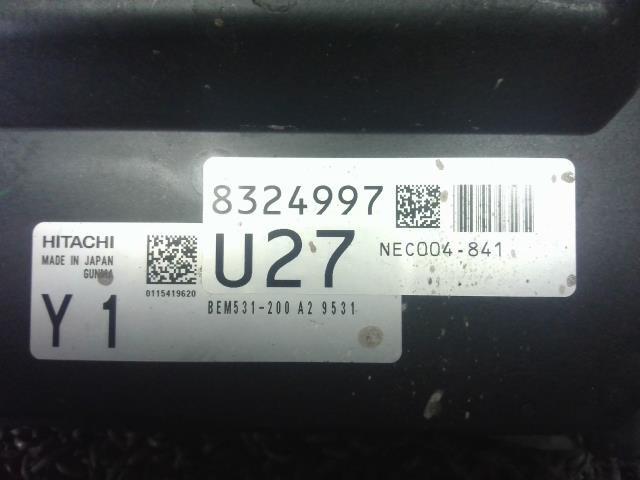 8324997
U27
NEC004-841
HITACHI
MADE IN JAPAN
GUNMA
0115419620
Y 1
BEM531-200 A2 9531